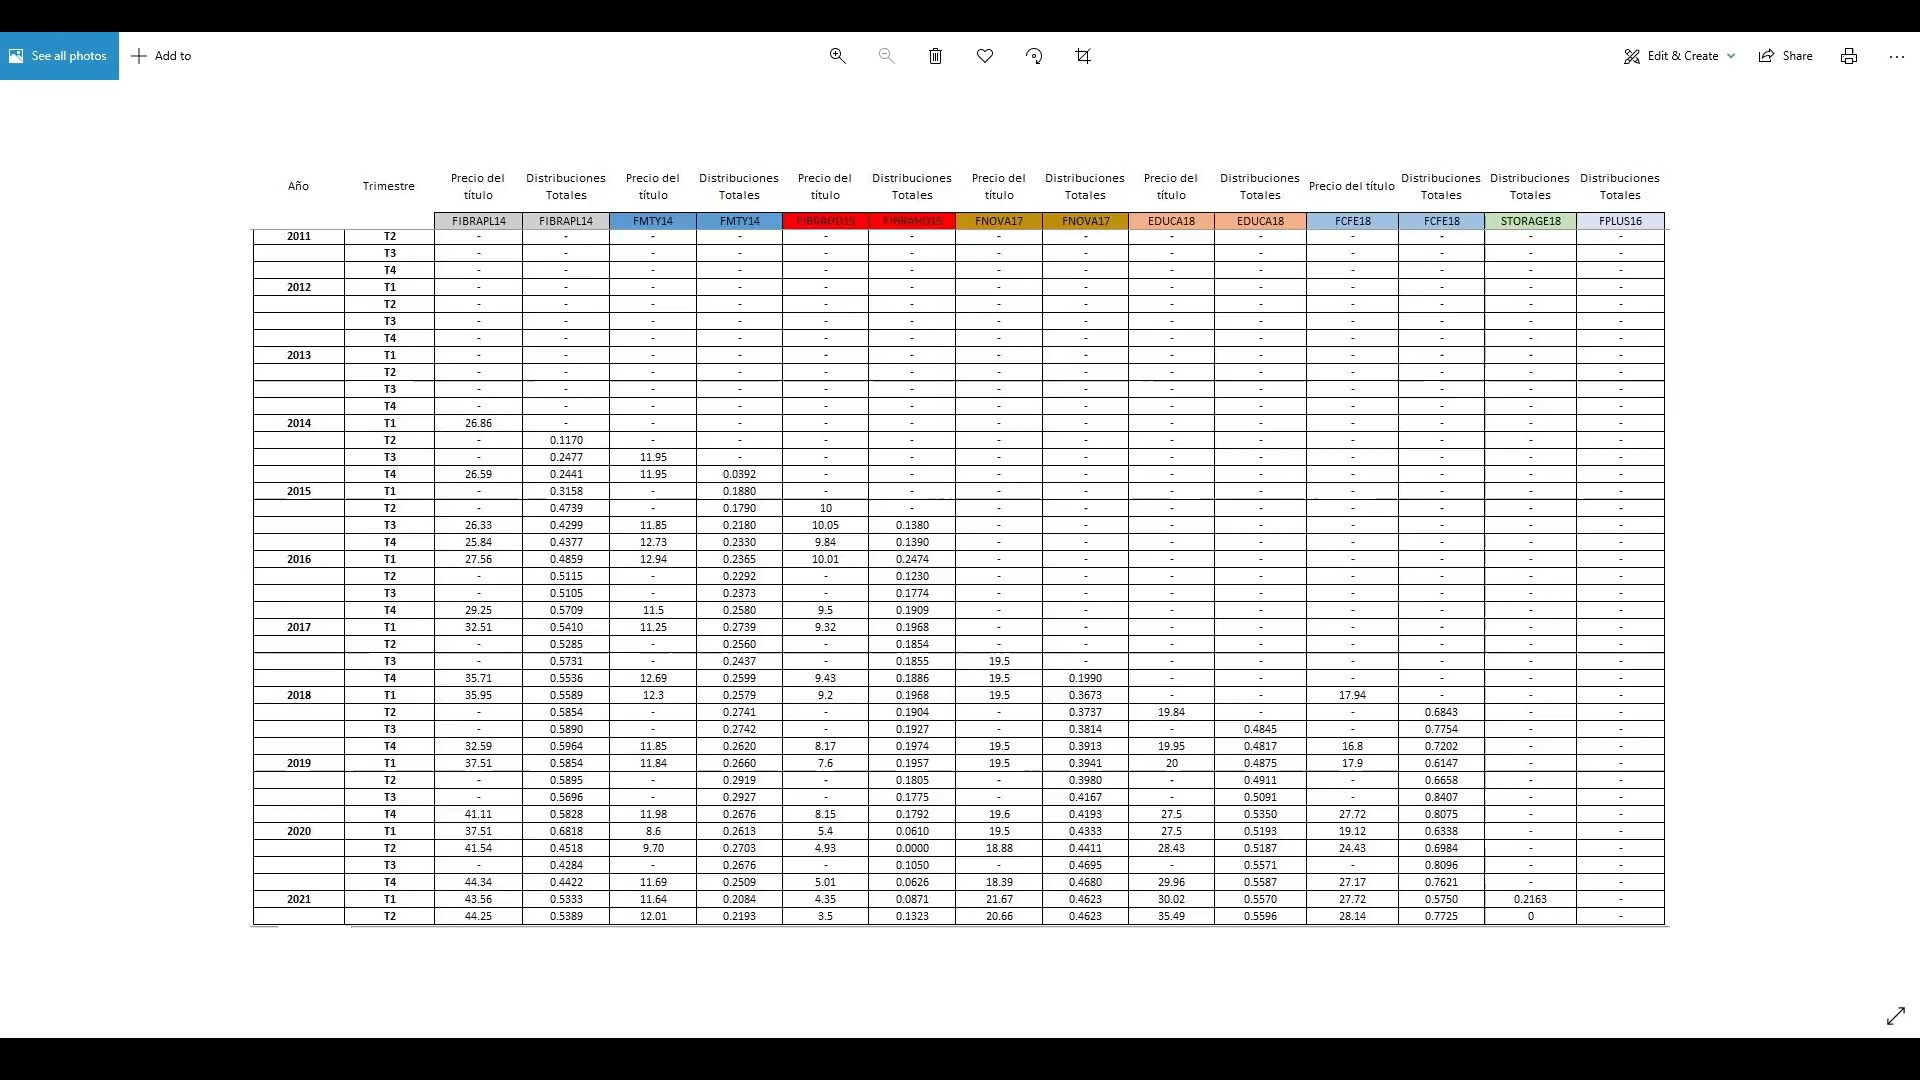 See all photos
Add to
Edit & Create
Share
Año Trimestre Precio del título Distribuciones Totales Precio del título Distribuciones Totales Precio del título Distribuciones Totales Precio del título Distribuciones Totales Precio del título Distribuciones Totales Precio del título Distribuciones Totales Distribuciones Totales Distribuciones Totales
FIBRAPL14 FIBRAPL14 FMTY14 FMTY14 FIBRAHD15 FIBRAHD15 FNOVA17 FNOVA17 EDUCA18 EDUCA18 FCFE18 FCFE18 STORAGE18 FPLUS16
2011 T2 - - - - - - - - - - - - - -
T3 - - - - - - - - - - - - - -
T4 - - - - - - - - - - - - - -
2012 T1 - - - - - - - - - - - - - -
T2 - - - - - - - - - - - - - -
T3 - - - - - - - - - - - - - -
T4 - - - - - - - - - - - - - -
2013 T1 - - - - - - - - - - - - - -
T2 - - - - - - - - - - - - - -
T3 - - - - - - - - - - - - - -
T4 - - - - - - - - - - - - - -
2014 T1 26.86 - - - - - - - - - - - - -
T2 - 0.1170 - - - - - - - - - - - -
T3 - 0.2477 11.95 - - - - - - - - - - -
T4 26.59 0.2441 11.95 0.0392 - - - - - - - - - -
2015 T1 - 0.3158 - 0.1880 - - - - - - - - - -
T2 - 0.4739 - 0.1790 10 - - - - - - - - -
T3 26.33 0.4299 11.85 0.2180 10.05 0.1380 - - - - - - - -
T4 25.84 0.4377 12.73 0.2330 9.84 0.1390 - - - - - - - -
2016 T1 27.56 0.4859 12.94 0.2365 10.01 0.2474 - - - - - - - -
T2 - 0.5115 - 0.2292 - 0.1230 - - - - - - - -
T3 - 0.5105 - 0.2373 - 0.1774 - - - - - - - -
T4 29.25 0.5709 11.5 0.2580 9.5 0.1909 - - - - - - - -
2017 T1 32.51 0.5410 11.25 0.2739 9.32 0.1968 - - - - - - - -
T2 - 0.5285 - 0.2560 - 0.1854 - - - - - - - -
T3 - 0.5731 - 0.2437 - 0.1855 19.5 - - - - - - -
T4 35.71 0.5536 12.69 0.2599 9.43 0.1886 19.5 0.1990 - - - - - -
2018 T1 35.95 0.5589 12.3 0.2579 9.2 0.1968 19.5 0.3673 - - 17.94 - - -
T2 - 0.5854 - 0.2741 - 0.1904 - 0.3737 19.84 - - 0.6843 - -
T3 - 0.5890 - 0.2742 - 0.1927 - 0.3814 - 0.4845 - 0.7754 - -
T4 32.59 0.5964 11.85 0.2620 8.17 0.1974 19.5 0.3913 19.95 0.4817 16.8 0.7202 - -
2019 T1 37.51 0.5854 11.84 0.2660 7.6 0.1957 19.5 0.3941 20 0.4875 17.9 0.6147 - -
T2 - 0.5895 - 0.2919 - 0.1805 - 0.3980 - 0.4911 - 0.6658 - -
T3 - 0.5696 - 0.2927 - 0.1775 - 0.4167 - 0.5091 - 0.8407 - -
T4 41.11 0.5828 11.98 0.2676 8.15 0.1792 19.6 0.4193 27.5 0.5350 27.72 0.8075 - -
2020 T1 37.51 0.6818 8.6 0.2613 5.4 0.0610 19.5 0.4333 27.5 0.5193 19.12 0.6338 - -
T2 41.54 0.4518 9.70 0.2703 4.93 0.0000 18.88 0.4411 28.43 0.5187 24.43 0.6984 - -
T3 - 0.4284 - 0.2676 - 0.1050 - 0.4695 - 0.5571 - 0.8096 - -
T4 44.34 0.4422 11.69 0.2509 5.01 0.0626 18.39 0.4680 29.96 0.5587 27.17 0.7621 - -
2021 T1 43.56 0.5333 11.64 0.2084 4.35 0.0871 21.67 0.4623 30.02 0.5570 27.72 0.5750 0.2163 -
T2 44.25 0.5389 12.01 0.2193 3.5 0.1323 20.66 0.4623 35.49 0.5596 28.14 0.7725 0 -